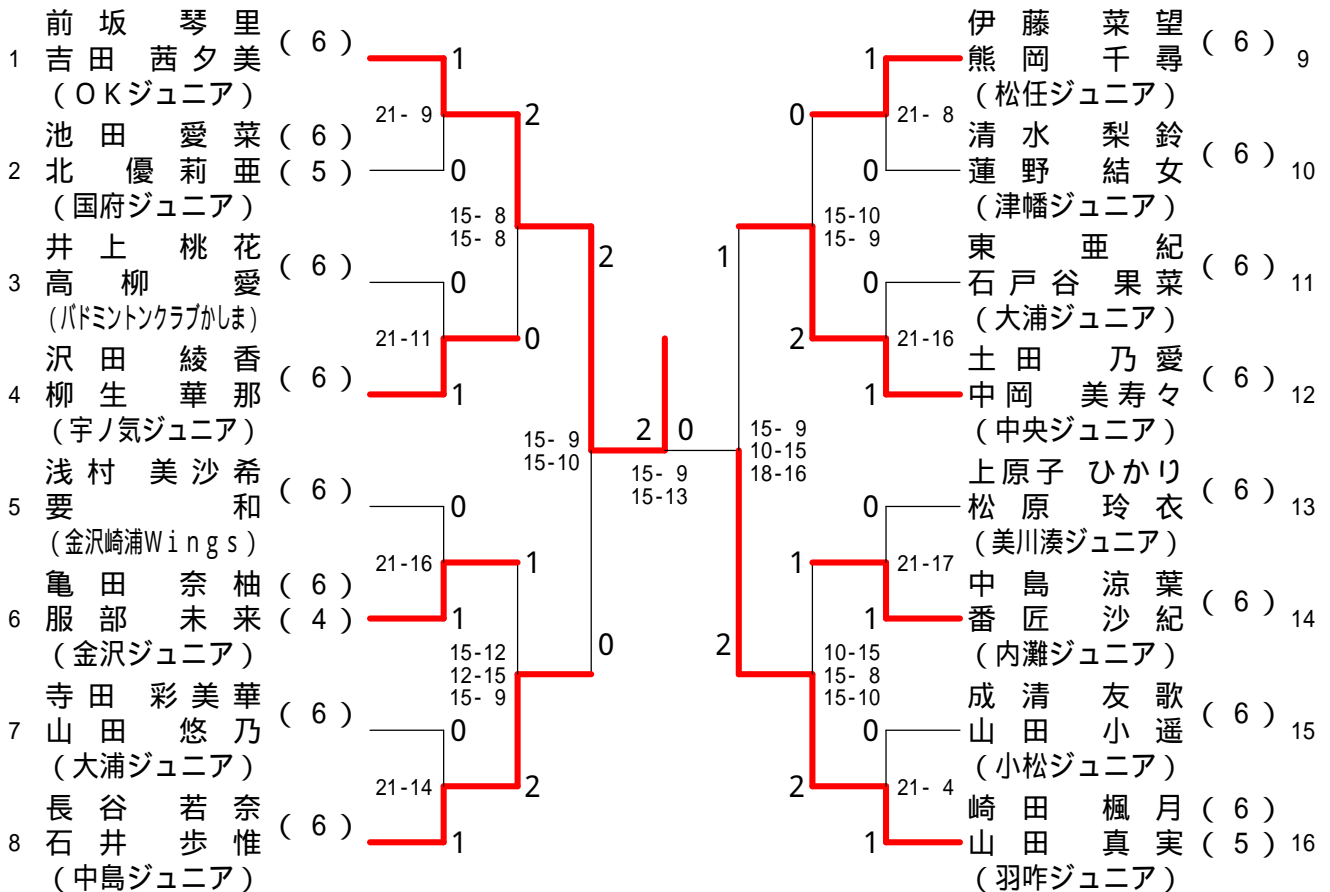 前坂 琴里
1 吉田 茜夕美 (6)
(OKジュニア)
池田 愛菜 (6)
2 北 優莉亜 (5)
(国府ジュニア)
井上 桃花
3 高柳 愛 (6)
(バドミントンクラブかしま)
沢田 綾香
4 柳生 華那 (6)
(宇ノ気ジュニア)
浅村 美沙希
5 要 和 (6)
(金沢崎浦Wings)
亀田 奈柚 (6)
6 服部 未来 (4)
(金沢ジュニア)
寺田 彩美華
7 山田 悠乃 (6)
(大浦ジュニア)
長谷 若奈
8 石井 歩惟 (6)
(中島ジュニア)
1
21- 9
0
2
15- 8
15- 8
0
21-11
0
1
2
15- 9
15-10
0
21-16
1
1
15-12
12-15
15- 9
0
0
21-14
2
1
2 0
15- 9
15-13
1
0
21- 8
0
15-10
15- 9
1
0
2
21-16
1
15- 9
10-15
18-16
0
1
21-17
1
2
10-15
15- 8
15-10
0
2
21- 4
1
伊藤 菜望
熊岡 千尋 (6) 9
(松任ジュニア)
清水 梨鈴
蓮野 結女 (6) 10
(津幡ジュニア)
東 亜紀
石戸谷 果菜 (6) 11
(大浦ジュニア)
土田 乃愛
中岡 美寿々 (6) 12
(中央ジュニア)
上原子 ひかり
松原 玲衣 (6) 13
(美川湊ジュニア)
中島 涼葉
番匠 沙紀 (6) 14
(内灘ジュニア)
成清 友歌
山田 小遥 (6) 15
(小松ジュニア)
崎田 楓月 (6)
山田 真実 (5) 16
(羽咋ジュニア)